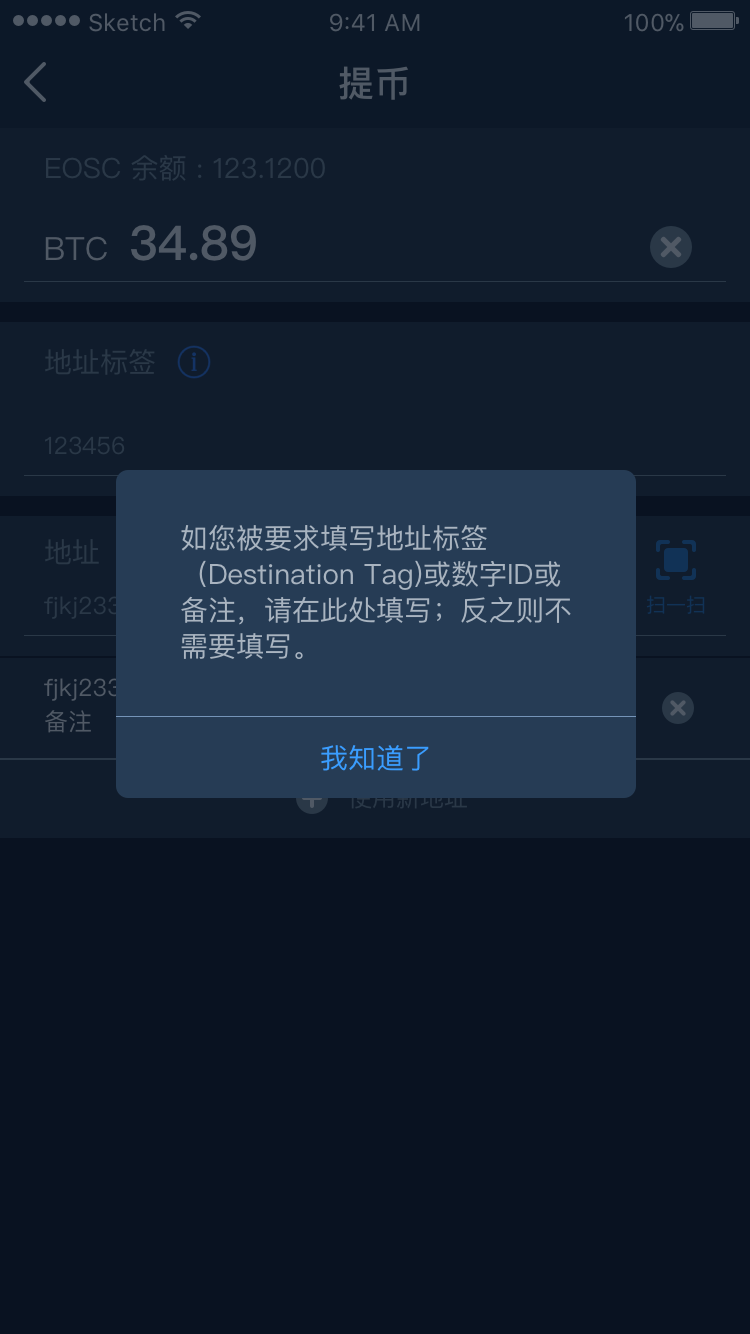 Sketch 9:41 AM 100%
提币
EOSC 余额 : 123.1200
BTC 34.89
地址标签
123456
如您被要求填写地址标签
（Destination Tag)或数字ID或
备注，请在此处填写；反之则不
需要填写。
我知道了
地址
fjkj233
扫一扫
fjkj233
备注
使用新地址